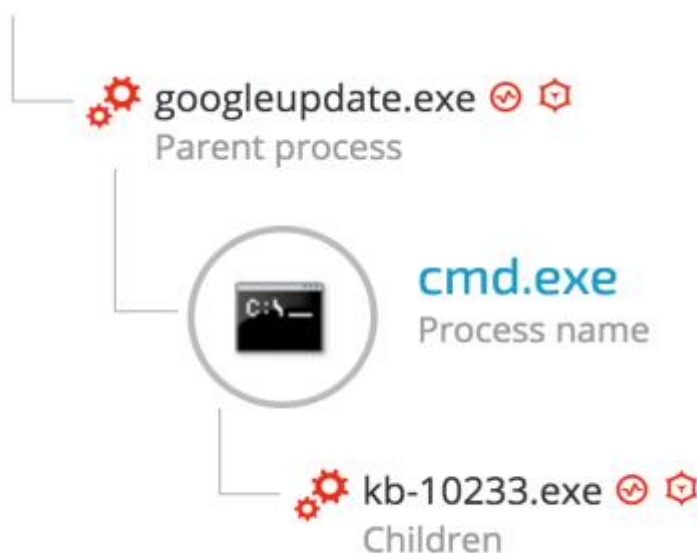 googleupdate.exe
Parent process
C:\
cmd.exe
Process name
kb-10233.exe
Children